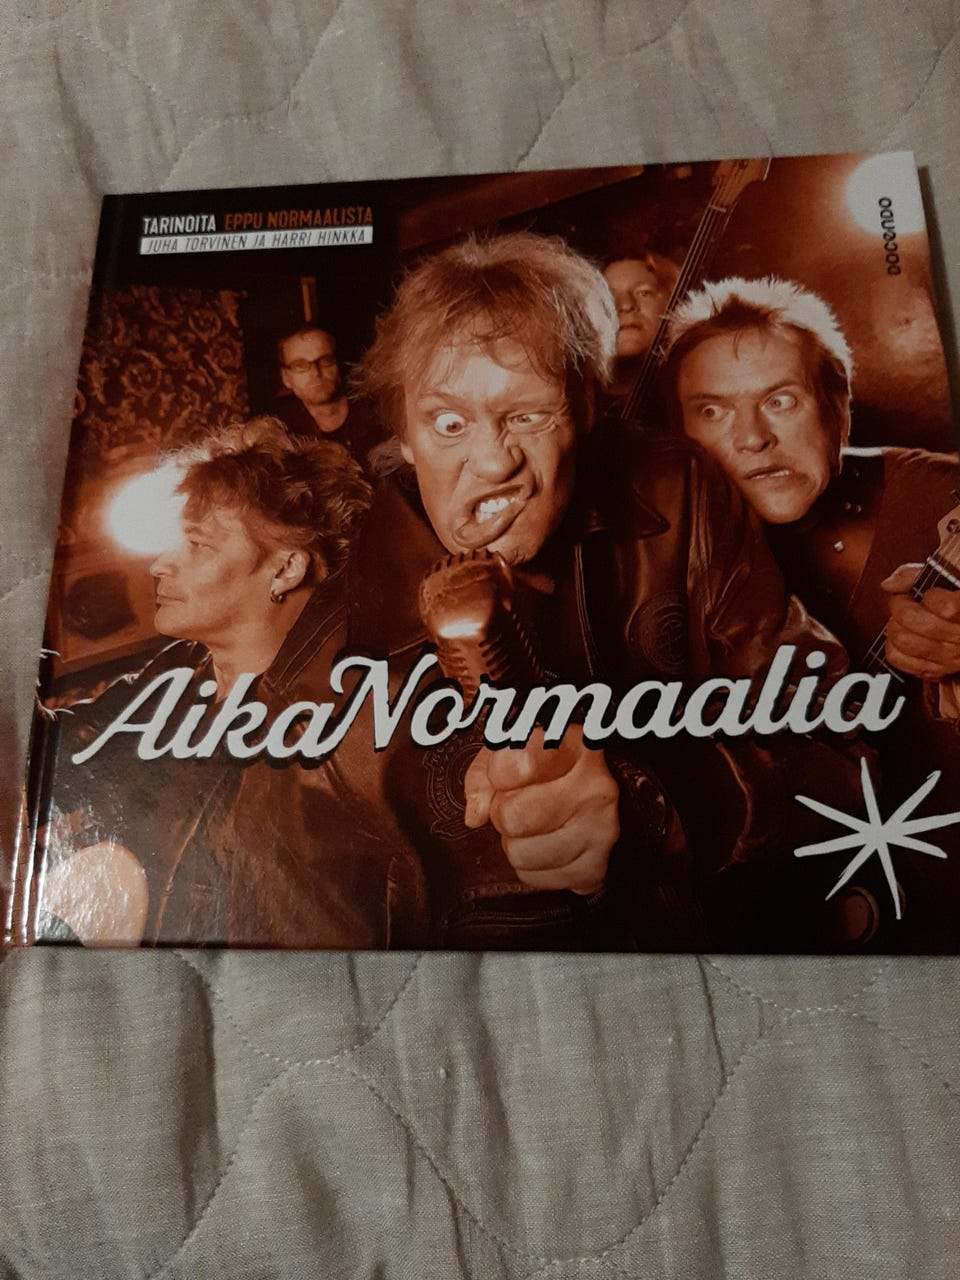 TARINOITA EPPU NORMAALISTA
JUHA TORVINEN JA HARRI HINKKA
DOCENDO
AikaNormaalia